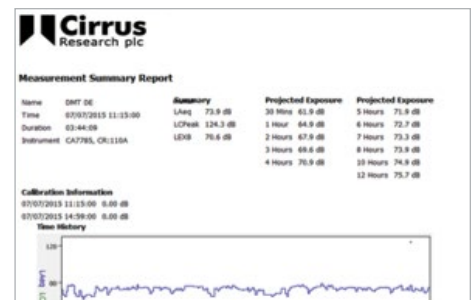 Cirrus
Research plc
Measurement Summary Report
Name DMT DE
Time 07/07/2015 11:15:00
Duration 03:44:09
Instrument CA7785, CR:110A
Summary
LAeq 73.9 dB
LCPeak 124.3 dB
LEX8 70.6 dB
Projected Exposure
30 Mins 61.9 dB
1 Hour 64.9 dB
2 Hours 67.9 dB
3 Hours 69.6 dB
4 Hours 70.9 dB
Projected Exposure
5 Hours 71.9 dB
6 Hours 72.7 dB
7 Hours 73.3 dB
8 Hours 73.9 dB
10 Hours 74.9 dB
12 Hours 75.7 dB
Calibration Information
07/07/2015 11:15:00 0.00 dB
07/07/2015 14:59:00 0.00 dB
Time History
120
80